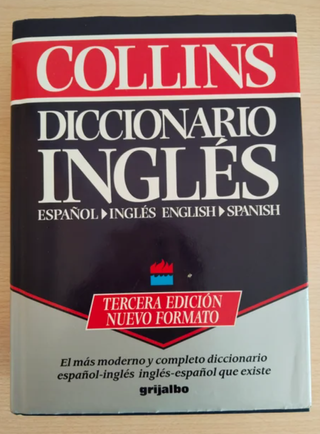 COLLINS
DICCIONARIO
INGLÉS
ESPAÑOL▶INGLÉS ENGLISH▶SPANISH
TERCERA EDICIÓN
NUEVO FORMATO
El más moderno y completo diccionario
español-inglés inglés-español que existe
grijalbo